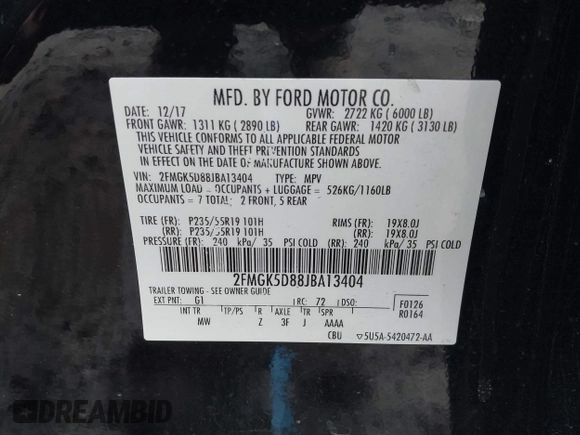 MFD. BY FORD MOTOR CO.
DATE: 12/17 GVWR: 2722 KG ( 6000 LB)
FRONT GAWR: 1311 KG ( 2890 LB) REAR GAWR: 1420 KG ( 3130 LB)
THIS VEHICLE CONFORMS TO ALL APPLICABLE FEDERAL MOTOR
VEHICLE SAFETY AND THEFT PREVENTION STANDARDS IN
EFFECT ON THE DATE OF MANUFACTURE SHOWN ABOVE.
VIN: 2FMGK5D88JBA13404 TYPE: MPV
MAXIMUM LOAD = OCCUPANTS + LUGGAGE = 526KG/1160LB
OCCUPANTS = 7 TOTAL: 2 FRONT, 5 REAR
TIRE (FR): P235/55R19 101H RIMS (FR): 19X8.0J
(RR): P235/55R19 101H (RR): 19X8.0J
PRESSURE (FR): 240 kPa/ 35 PSI COLD (RR): 240 kPa/ 35 PSI COLD
2FMGK5D88JBA13404
TRAILER TOWING - SEE OWNER GUIDE
EXT PNT: G1 RC: 72 DSO: F0126
INT TR TP/PS R AXLE TR SPR R0164
MW Z 3F J AAAA
CBU 5U5A-5420472-AA
DREAMBID